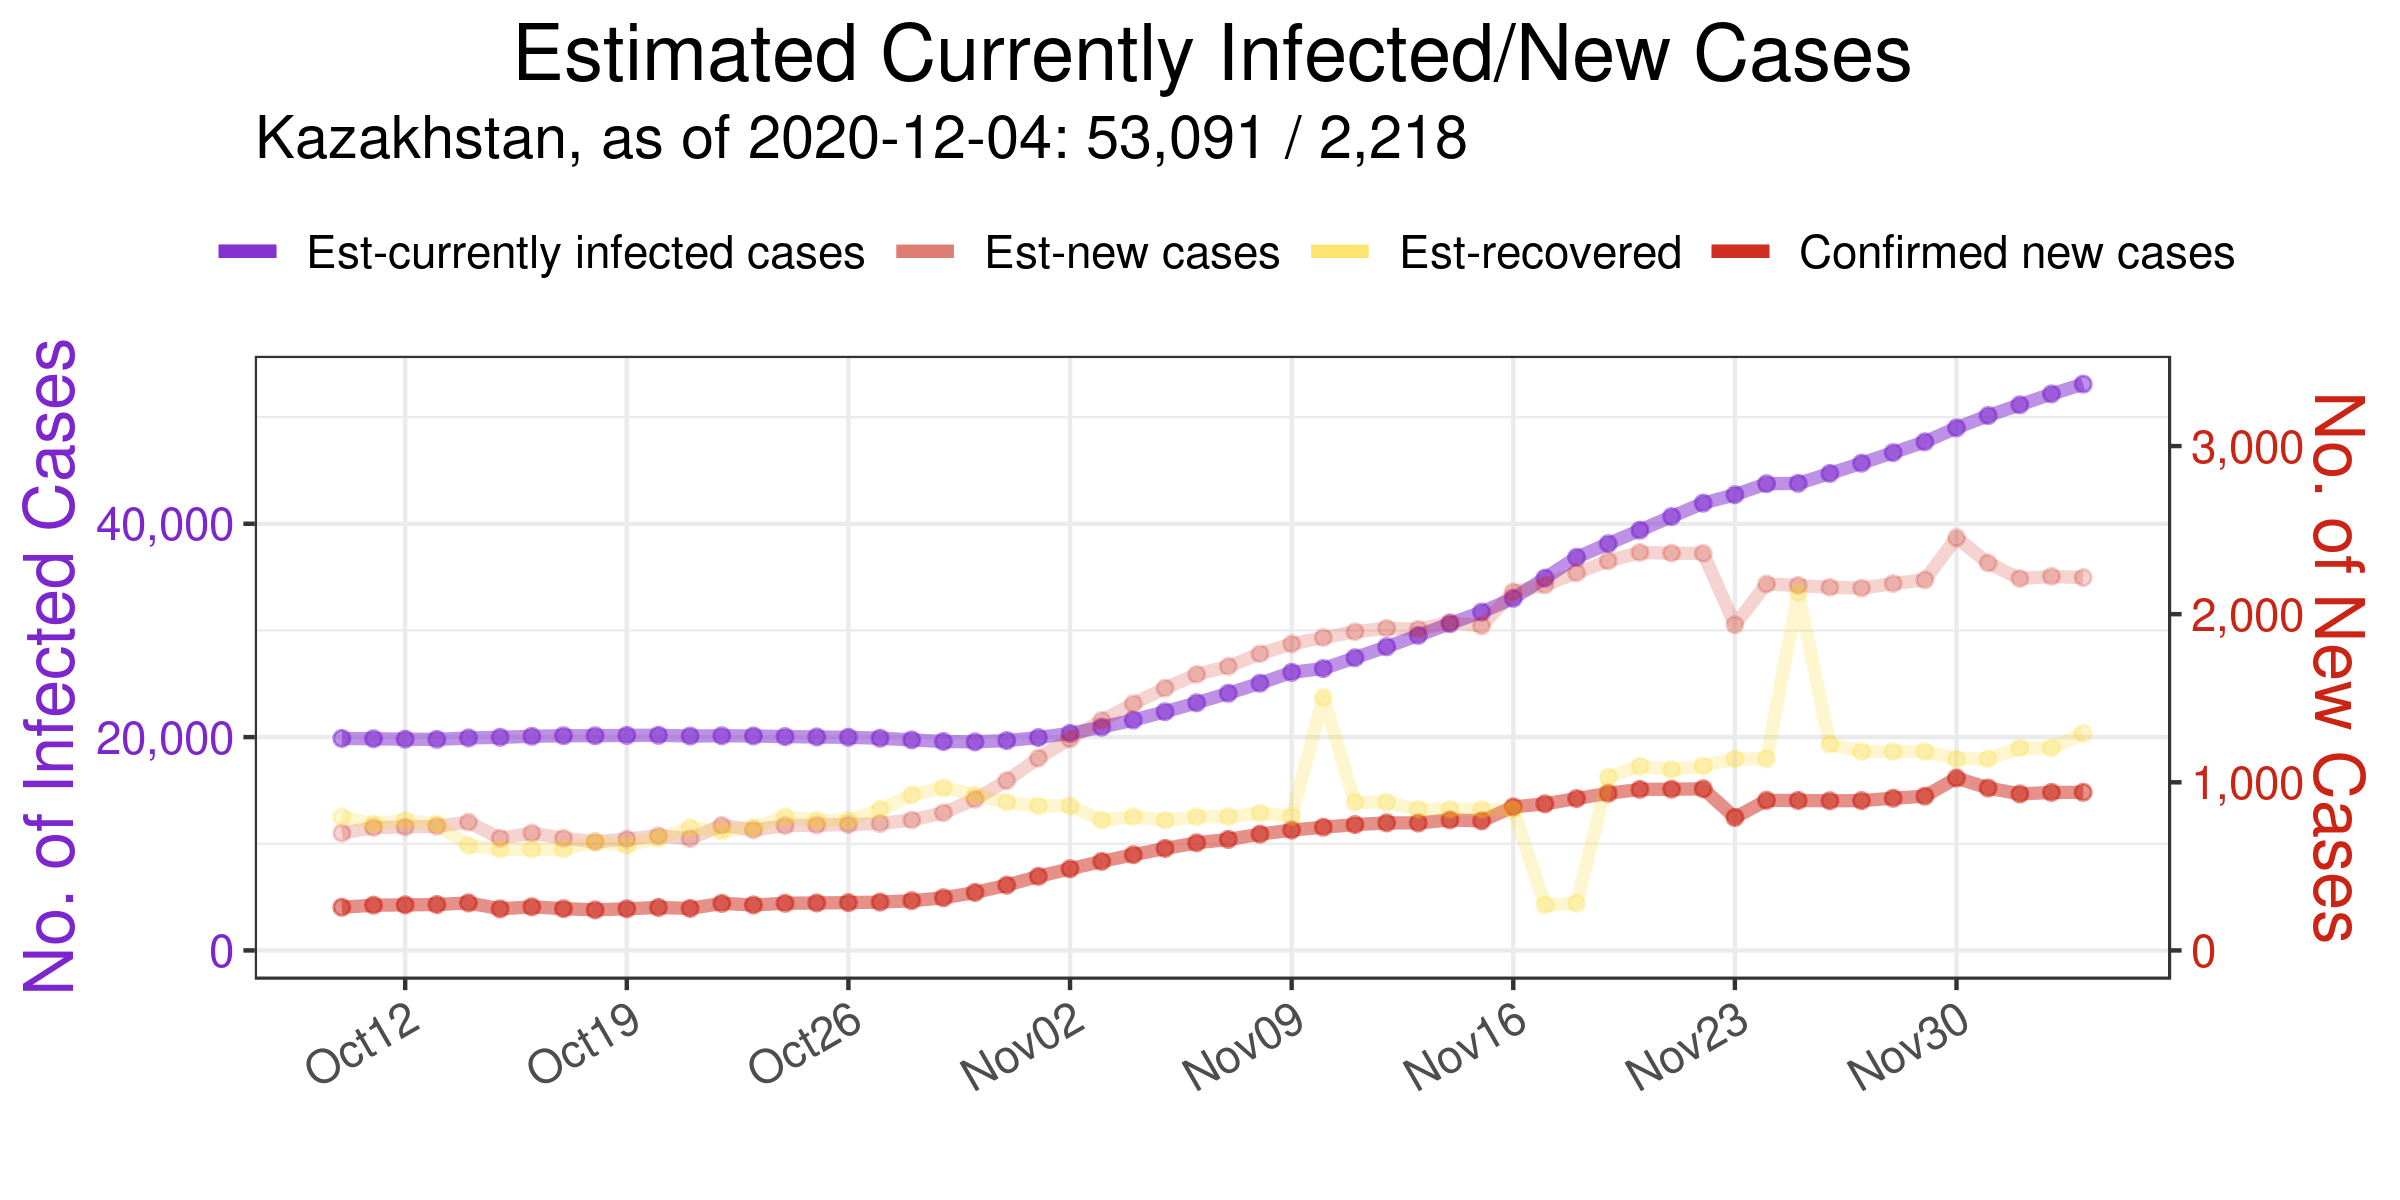 Estimated Currently Infected/New Cases
Kazakhstan, as of 2020-12-04: 53,091 / 2,218
Est-currently infected cases Est-new cases Est-recovered Confirmed new cases
No. of Infected Cases
40,000
20,000
0
3,000
2,000
1,000
0
No. of New Cases
Oct12 Oct19 Oct26 Nov02 Nov09 Nov16 Nov23 Nov30